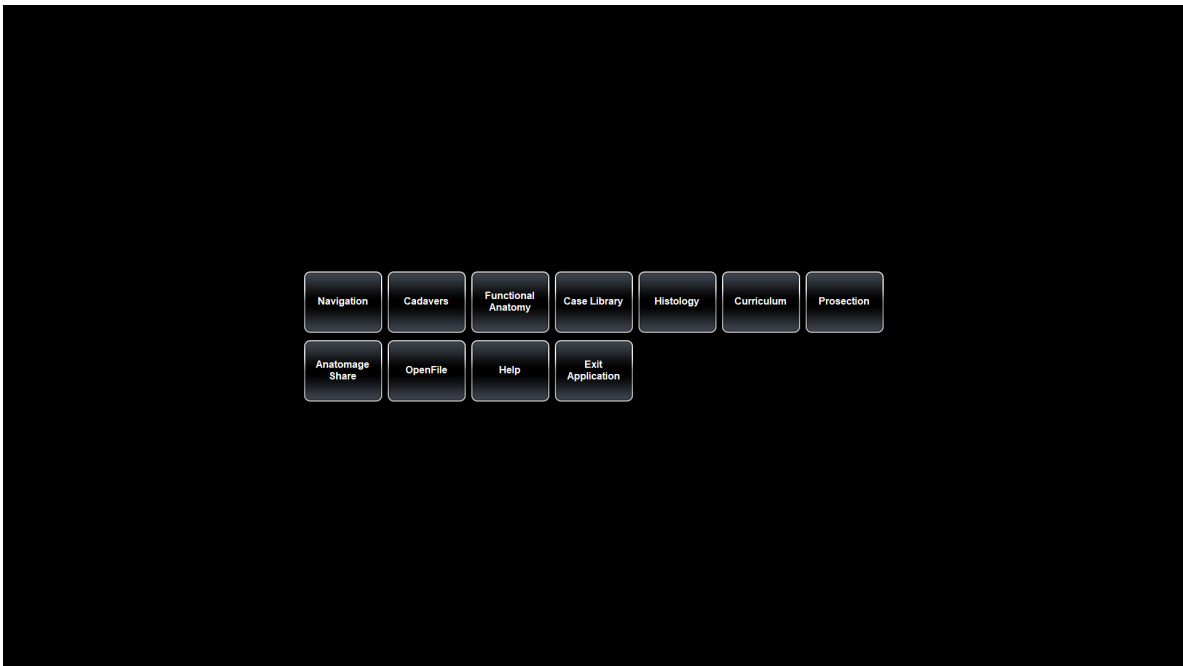 Navigation
Cadavers
Functional
Anatomy
Case Library
Histology
Curriculum
Prosection
Anatomage
Share
OpenFile
Help
Exit
Application